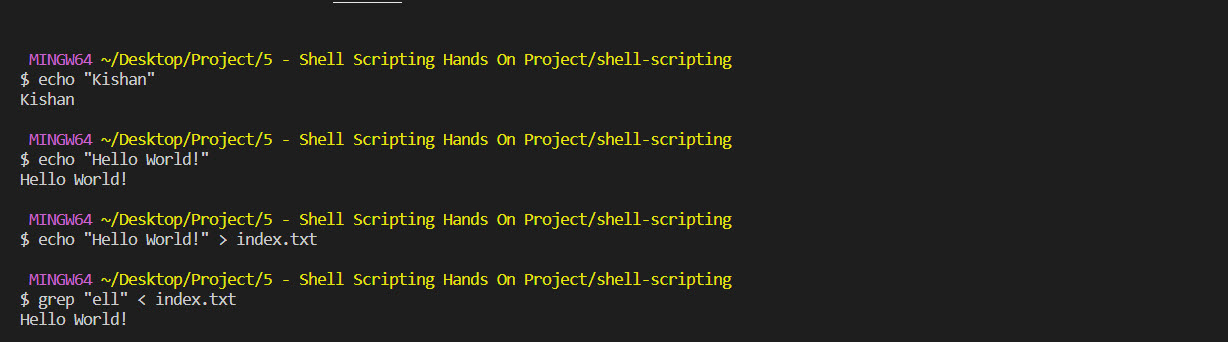 MINGW64 ~/Desktop/Project/5 - Shell Scripting Hands On Project/shell-scripting
$ echo "Kishan"
Kishan
MINGW64 ~/Desktop/Project/5 - Shell Scripting Hands On Project/shell-scripting
$ echo "Hello World!"
Hello World!
MINGW64 ~/Desktop/Project/5 - Shell Scripting Hands On Project/shell-scripting
$ echo "Hello World!" > index.txt
MINGW64 ~/Desktop/Project/5 - Shell Scripting Hands On Project/shell-scripting
$ grep "ell" < index.txt
Hello World!